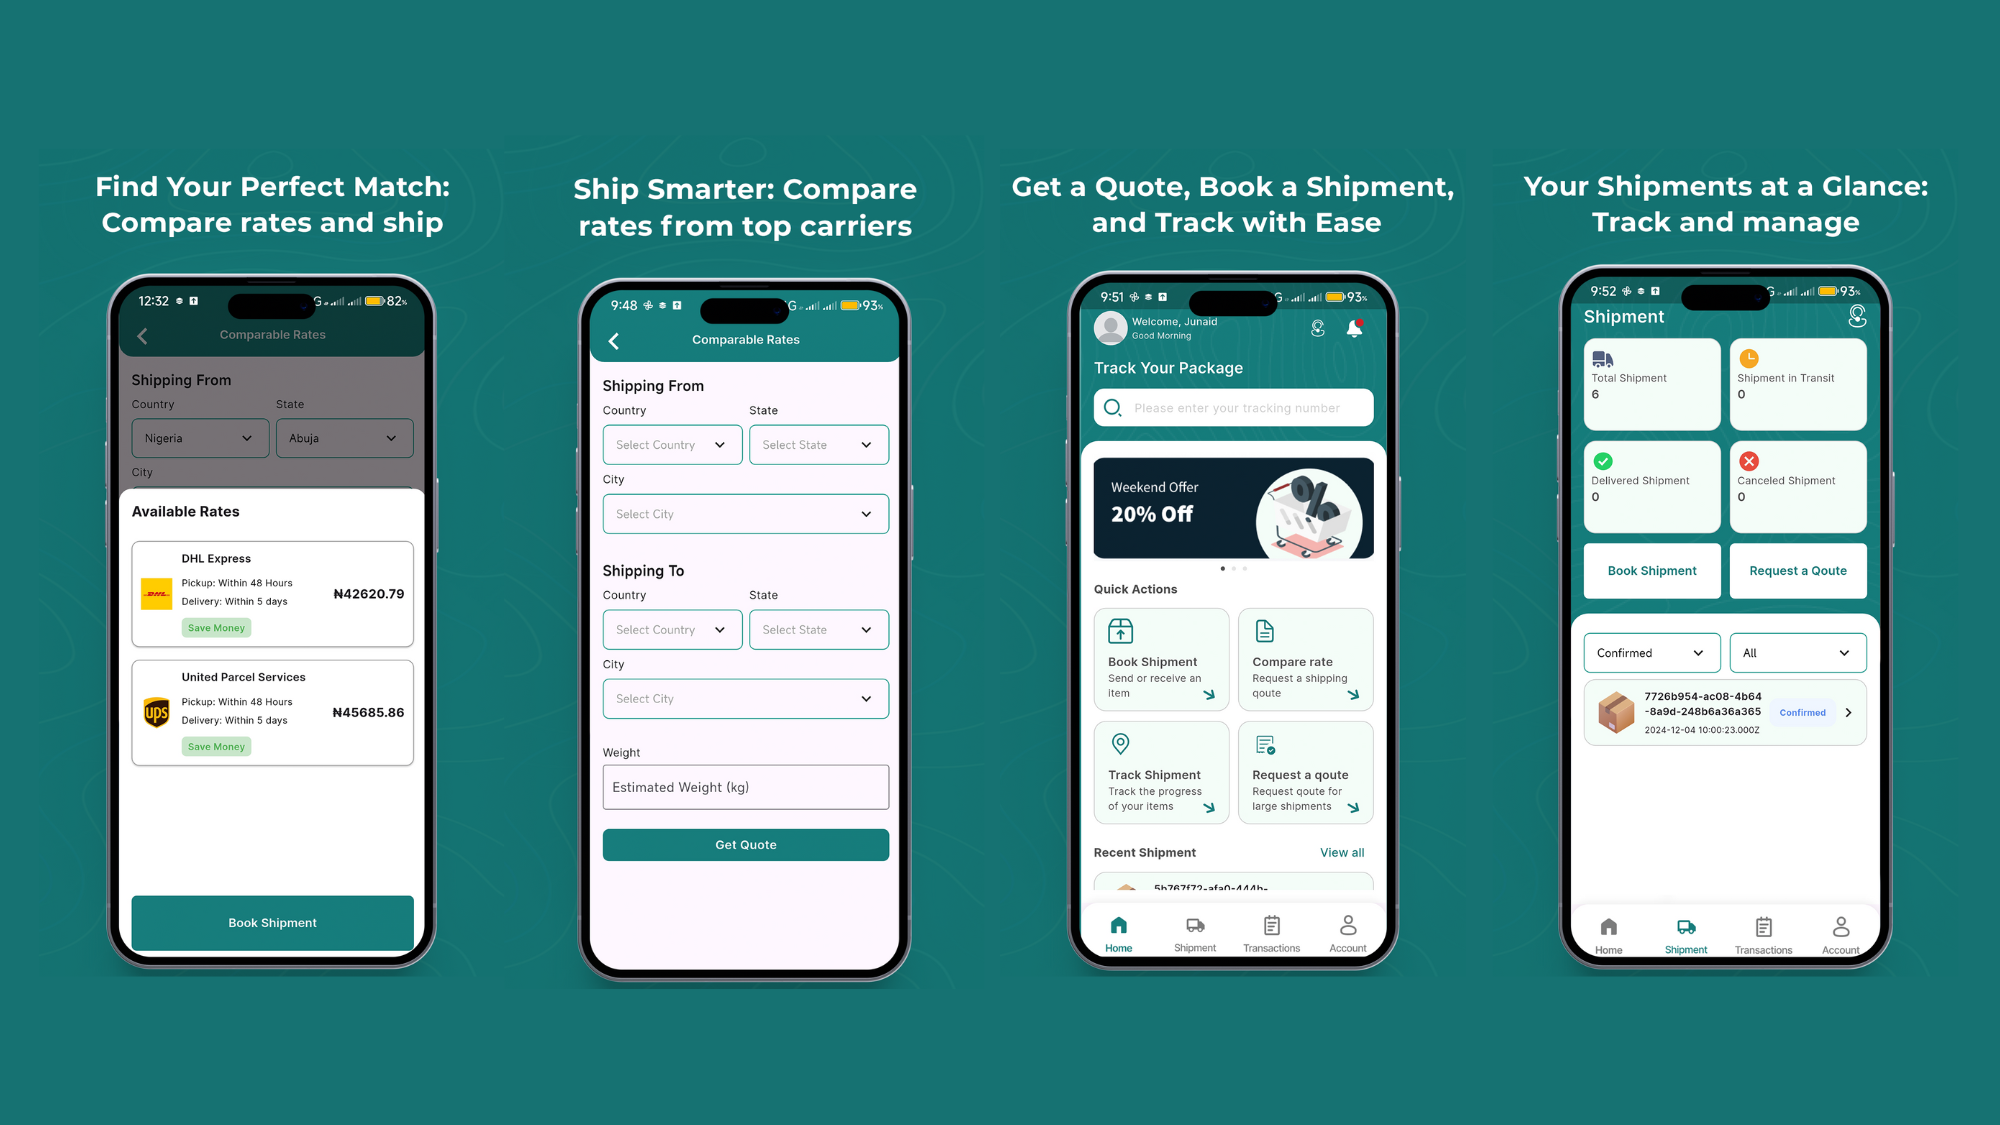 Find Your Perfect Match:
Compare rates and ship
12:32
G
82%
Comparable Rates
Shipping From
Country
State
Nigeria
Abuja
City
Available Rates
DHL Express
Pickup: Within 48 Hours
Delivery: Within 5 days
₦42620.79
Save Money
DHL
United Parcel Services
Pickup: Within 48 Hours
Delivery: Within 5 days
₦45685.86
Save Money
ups
Book Shipment
Ship Smarter: Compare
rates from top carriers
9:48
G
93%
Comparable Rates
Shipping From
Country
State
Select Country
Select State
City
Select City
Shipping To
Country
State
Select Country
Select State
City
Select City
Weight
Estimated Weight (kg)
Get Quote
Get a Quote, Book a Shipment,
and Track with Ease
9:51
G
93%
Welcome, Junaid
Good Morning
Track Your Package
Please enter your tracking number
Weekend Offer
20% Off
%
Quick Actions
Book Shipment
Send or receive an
item
Compare rate
Request a shipping
qoute
Track Shipment
Track the progress
of your items
Request a qoute
Request qoute for
large shipments
Recent Shipment
View all
5b767f72-afa0-444b-
Home
Shipment
Transactions
Account
Your Shipments at a Glance:
Track and manage
9:52
G
93%
Shipment
Total Shipment
6
Shipment in Transit
0
Delivered Shipment
0
Canceled Shipment
0
Book Shipment
Request a Qoute
Confirmed
All
7726b954-ac08-4b64
-8a9d-248b6a36a365
2024-12-04 10:00:23.000Z
Confirmed
Home
Shipment
Transactions
Account